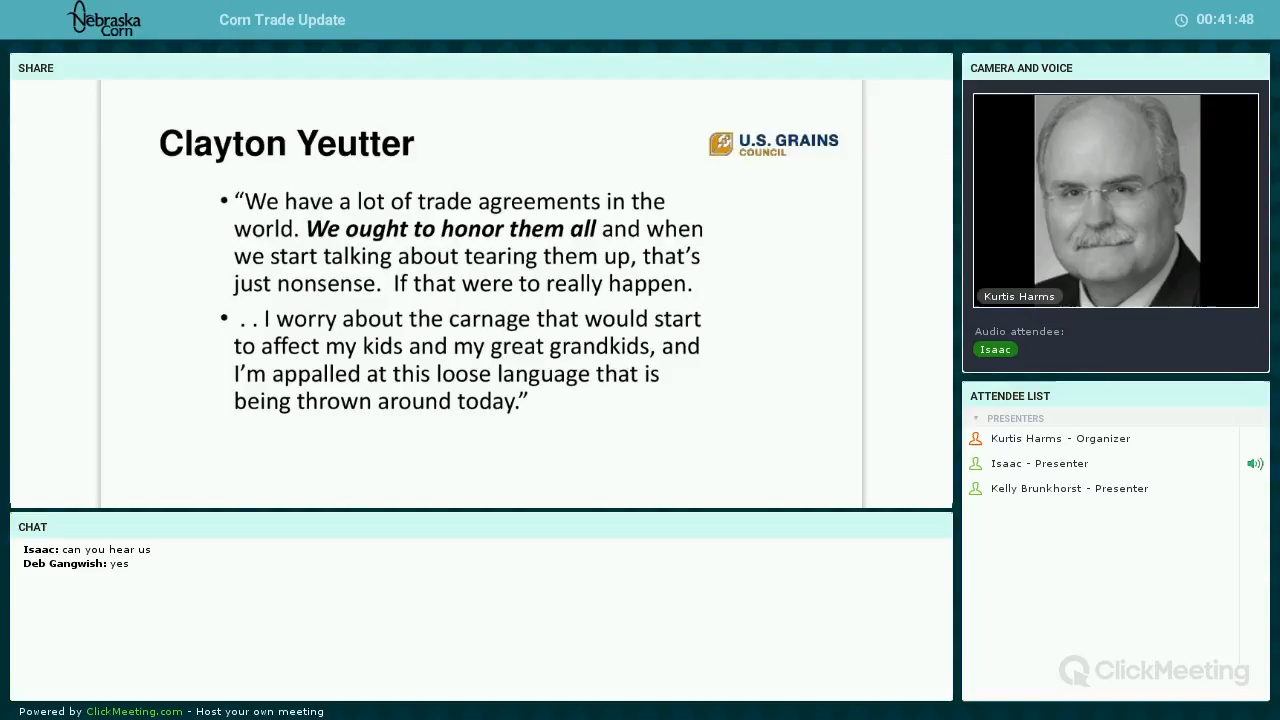 Nebraska
Corn
Corn Trade Update
00:41:48
SHARE
Clayton Yeutter
U.S. GRAINS
COUNCIL
• “We have a lot of trade agreements in the
world. We ought to honor them all and when
we start talking about tearing them up, that’s
just nonsense.  If that were to really happen.
•  . . I worry about the carnage that would start
to affect my kids and my great grandkids, and
I’m appalled at this loose language that is
being thrown around today.”
CHAT
Isaac: can you hear us
Deb Gangwish: yes
CAMERA AND VOICE
Kurtis Harms
Audio attendee:
Isaac
ATTENDEE LIST
PRESENTERS
Kurtis Harms - Organizer
Isaac - Presenter
Kelly Brunkhorst - Presenter
ClickMeeting
Powered by ClickMeeting.com - Host your own meeting